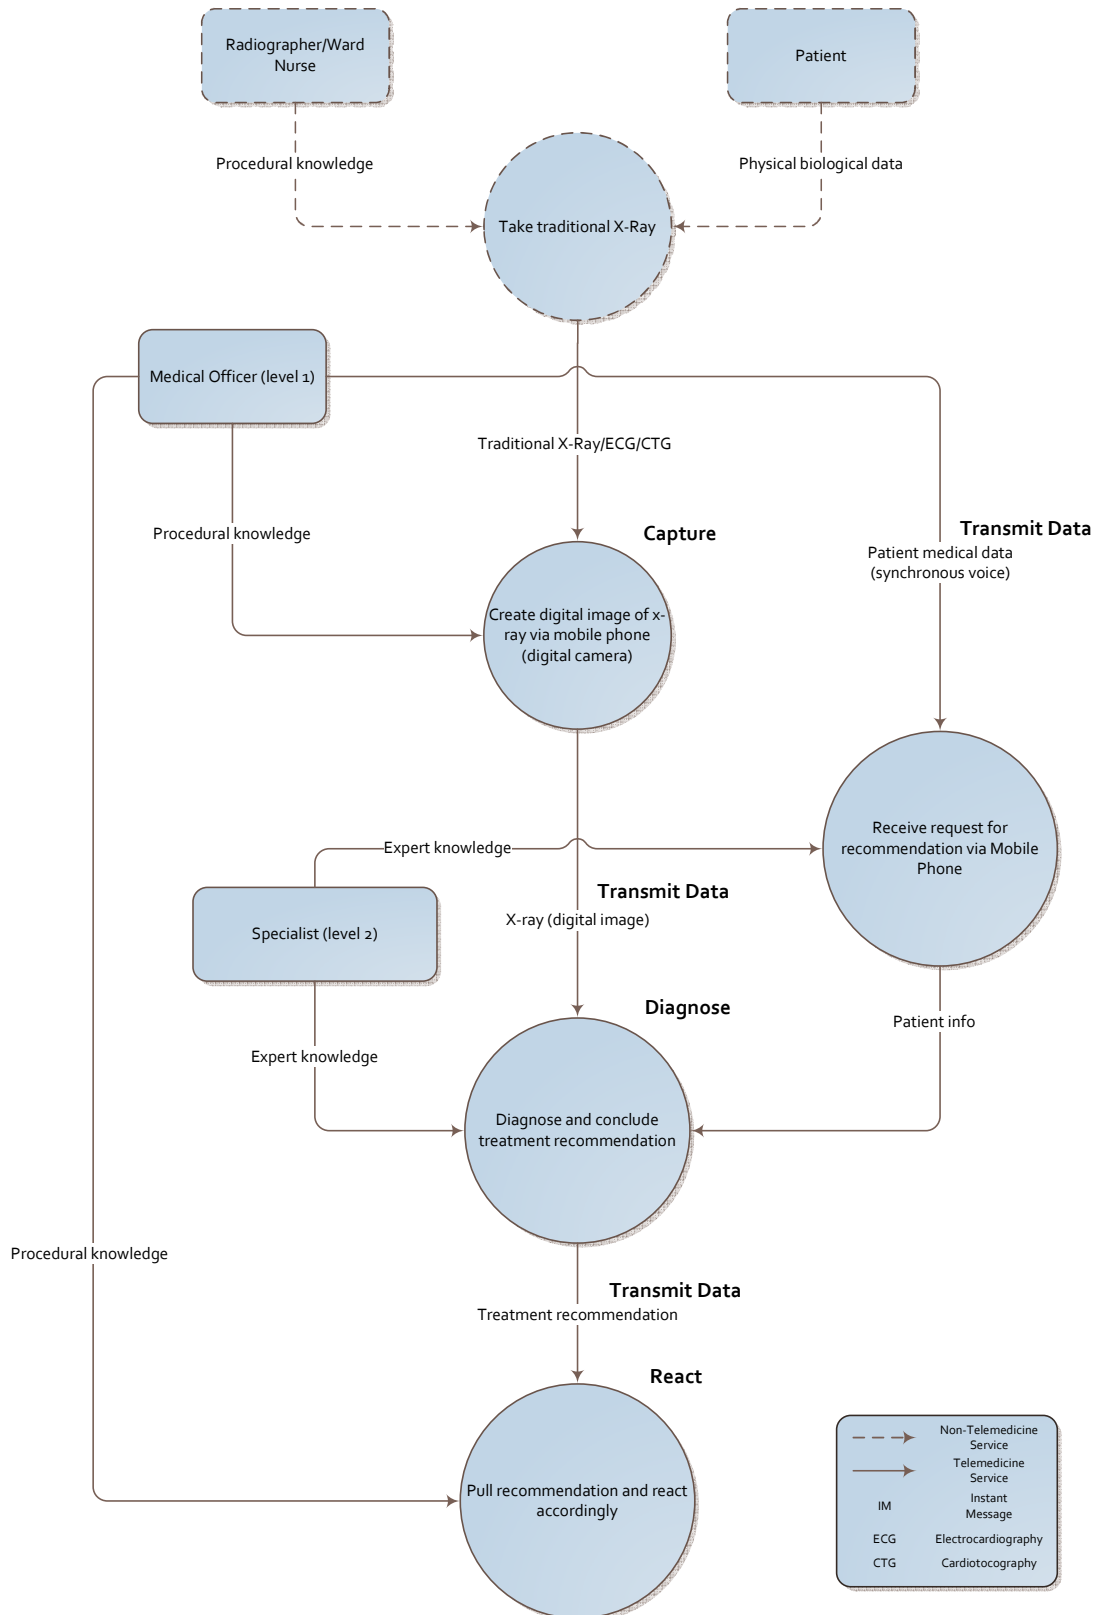 Radiographer/Ward
Nurse
Patient
Procedural knowledge
Physical biological data
Take traditional X-Ray
Medical Officer (level 1)
Traditional X-Ray/ECG/CTG
Procedural knowledge
Capture
Transmit Data
Patient medical data
(synchronous voice)
Create digital image of x-
ray via mobile phone
(digital camera)
Receive request for
recommendation via Mobile
Phone
Expert knowledge
Transmit Data
X-ray (digital image)
Specialist (level 2)
Diagnose
Patient info
Expert knowledge
Diagnose and conclude
treatment recommendation
Procedural knowledge
Transmit Data
Treatment recommendation
React
Pull recommendation and react
accordingly
Non-Telemedicine
Service
Telemedicine
Service
IM Instant
Message
ECG Electrocardiography
CTG Cardiotocography